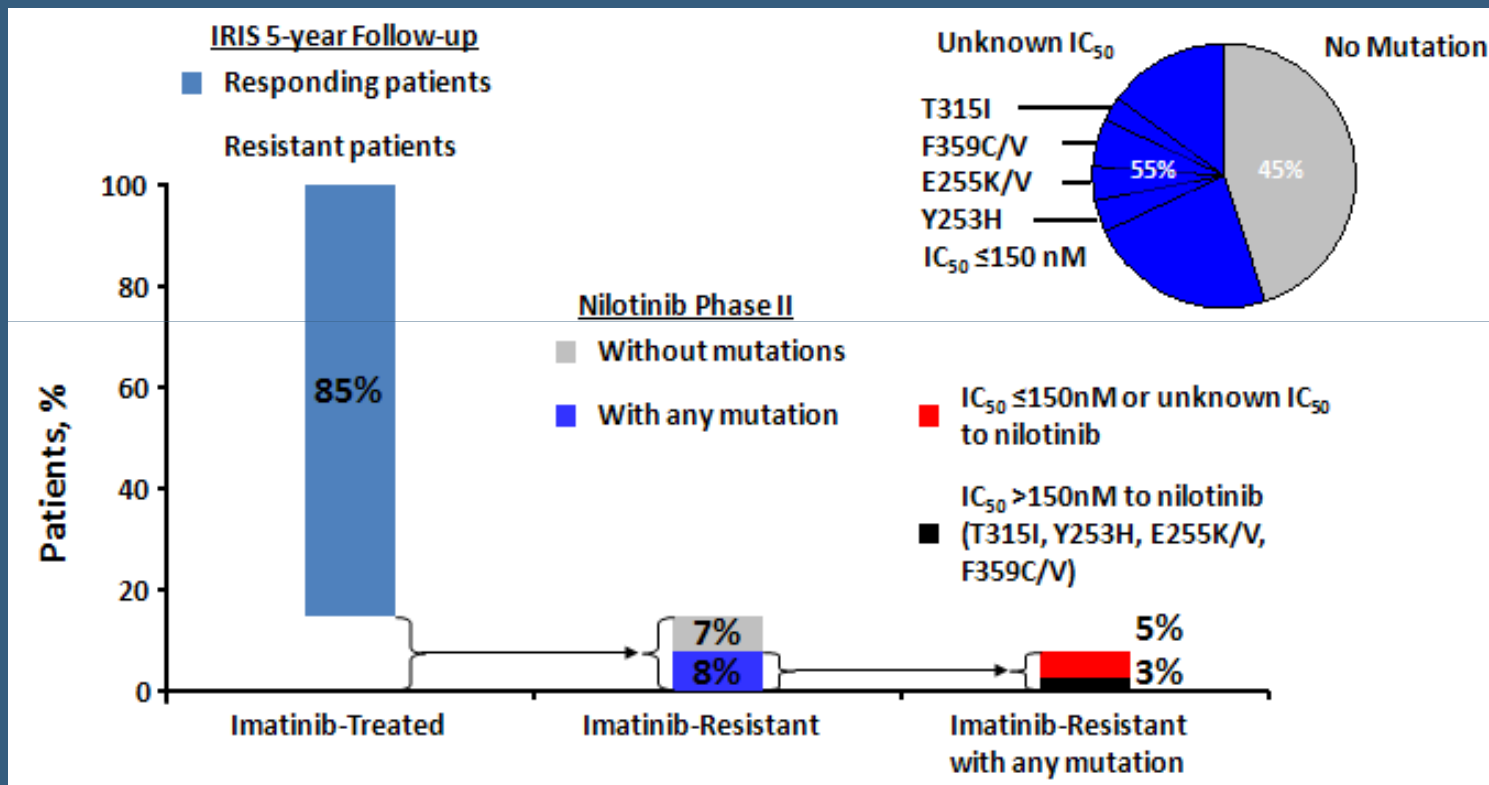 IRIS 5-year Follow-up
Responding patients
Resistant patients
Unknown IC50
No Mutation
T315I
F359C/V
E255K/V
Y253H
IC50 ≤150 nM
55%
45%
Patients, %
100
80
60
40
20
0
85%
Nilotinib Phase II
Without mutations
With any mutation
IC50 ≤150nM or unknown IC50
to nilotinib
IC50 >150nM to nilotinib
(T315I, Y253H, E255K/V,
F359C/V)
7%
8%
5%
3%
Imatinib-Treated
Imatinib-Resistant
Imatinib-Resistant
with any mutation